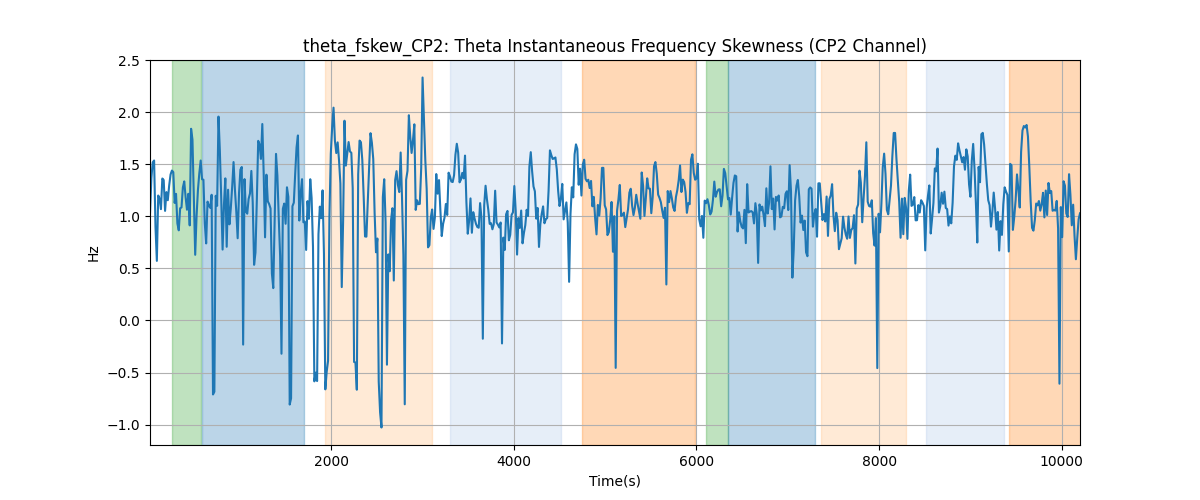 theta_fskew_CP2: Theta Instantaneous Frequency Skewness (CP2 Channel)
2.5
2.0
1.5
1.0
0.5
0.0
−0.5
−1.0
Hz
2000 4000 6000 8000 10000
Time(s)